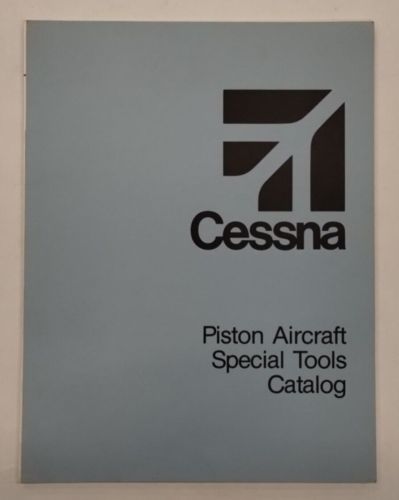 Cessna
Piston Aircraft
Special Tools
Catalog